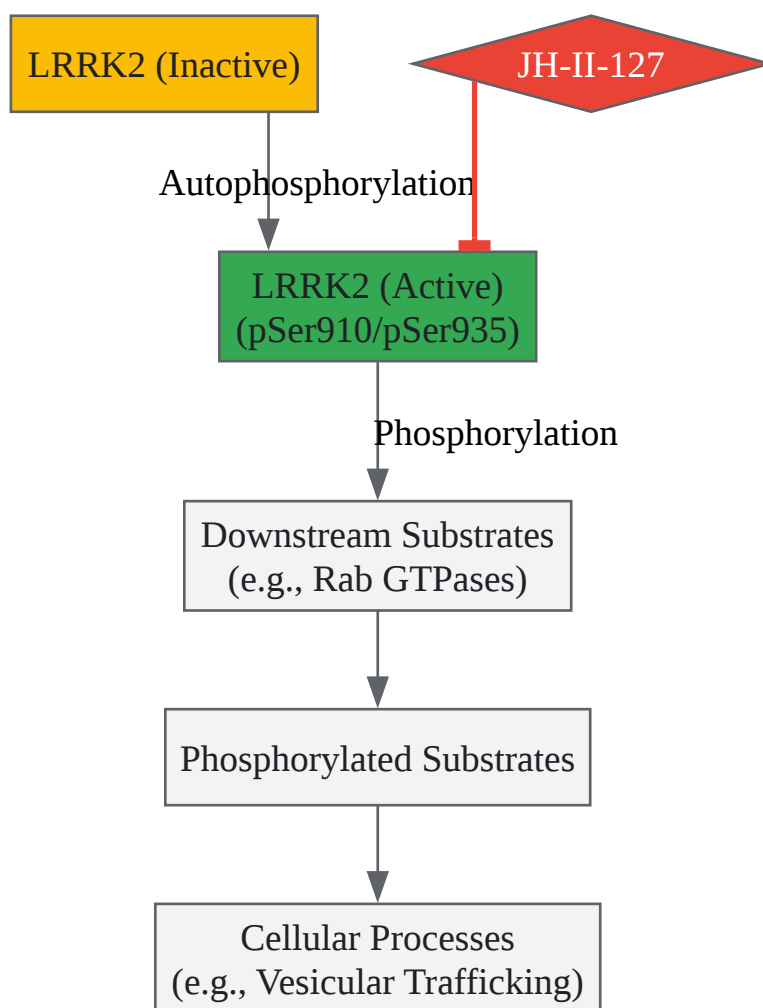 LRRK2 (Inactive)
JH-II-127
Autophosphorylation
LRRK2 (Active)
(pSer910/pSer935)
Phosphorylation
Downstream Substrates
(e.g., Rab GTPases)
Phosphorylated Substrates
Cellular Processes
(e.g., Vesicular Trafficking)